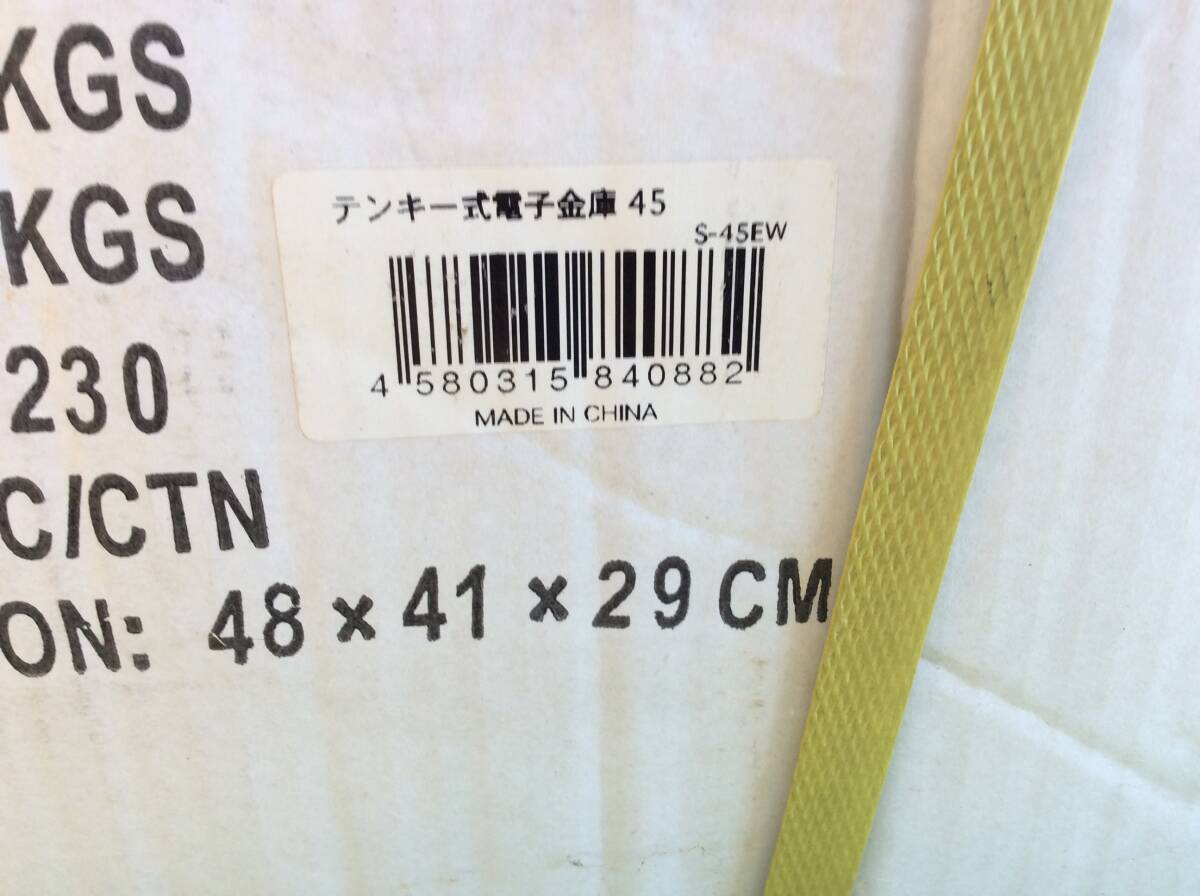 KGS
KGS
テンキー式電子金庫 45
S-45EW
4 580315 840882
MADE IN CHINA
230
C/CTN
ON: 48 × 41 × 29 CM